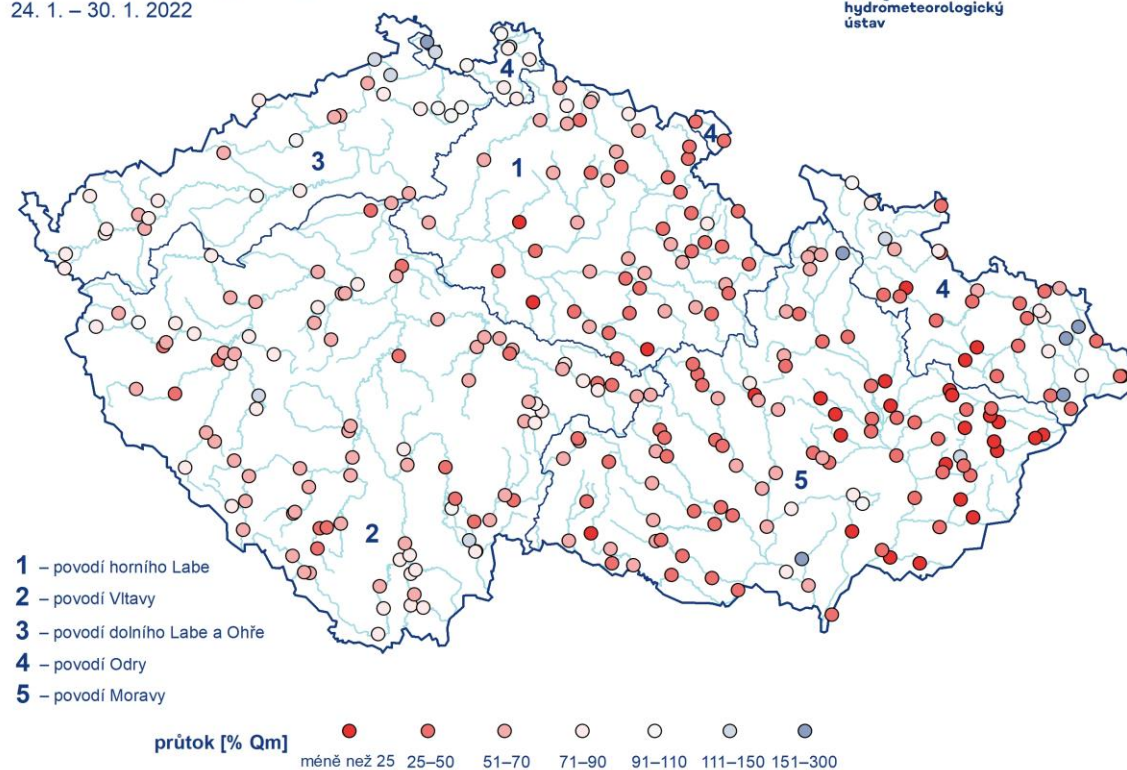 24. 1. – 30. 1. 2022
hydrometeorologický
ústav
4
4
1
3
4
5
2
1 – povodí horního Labe
2 – povodí Vltavy
3 – povodí dolního Labe a Ohře
4 – povodí Odry
5 – povodí Moravy
průtok [% Qm]
méně než 25 25–50 51–70 71–90 91–110 111–150 151–300